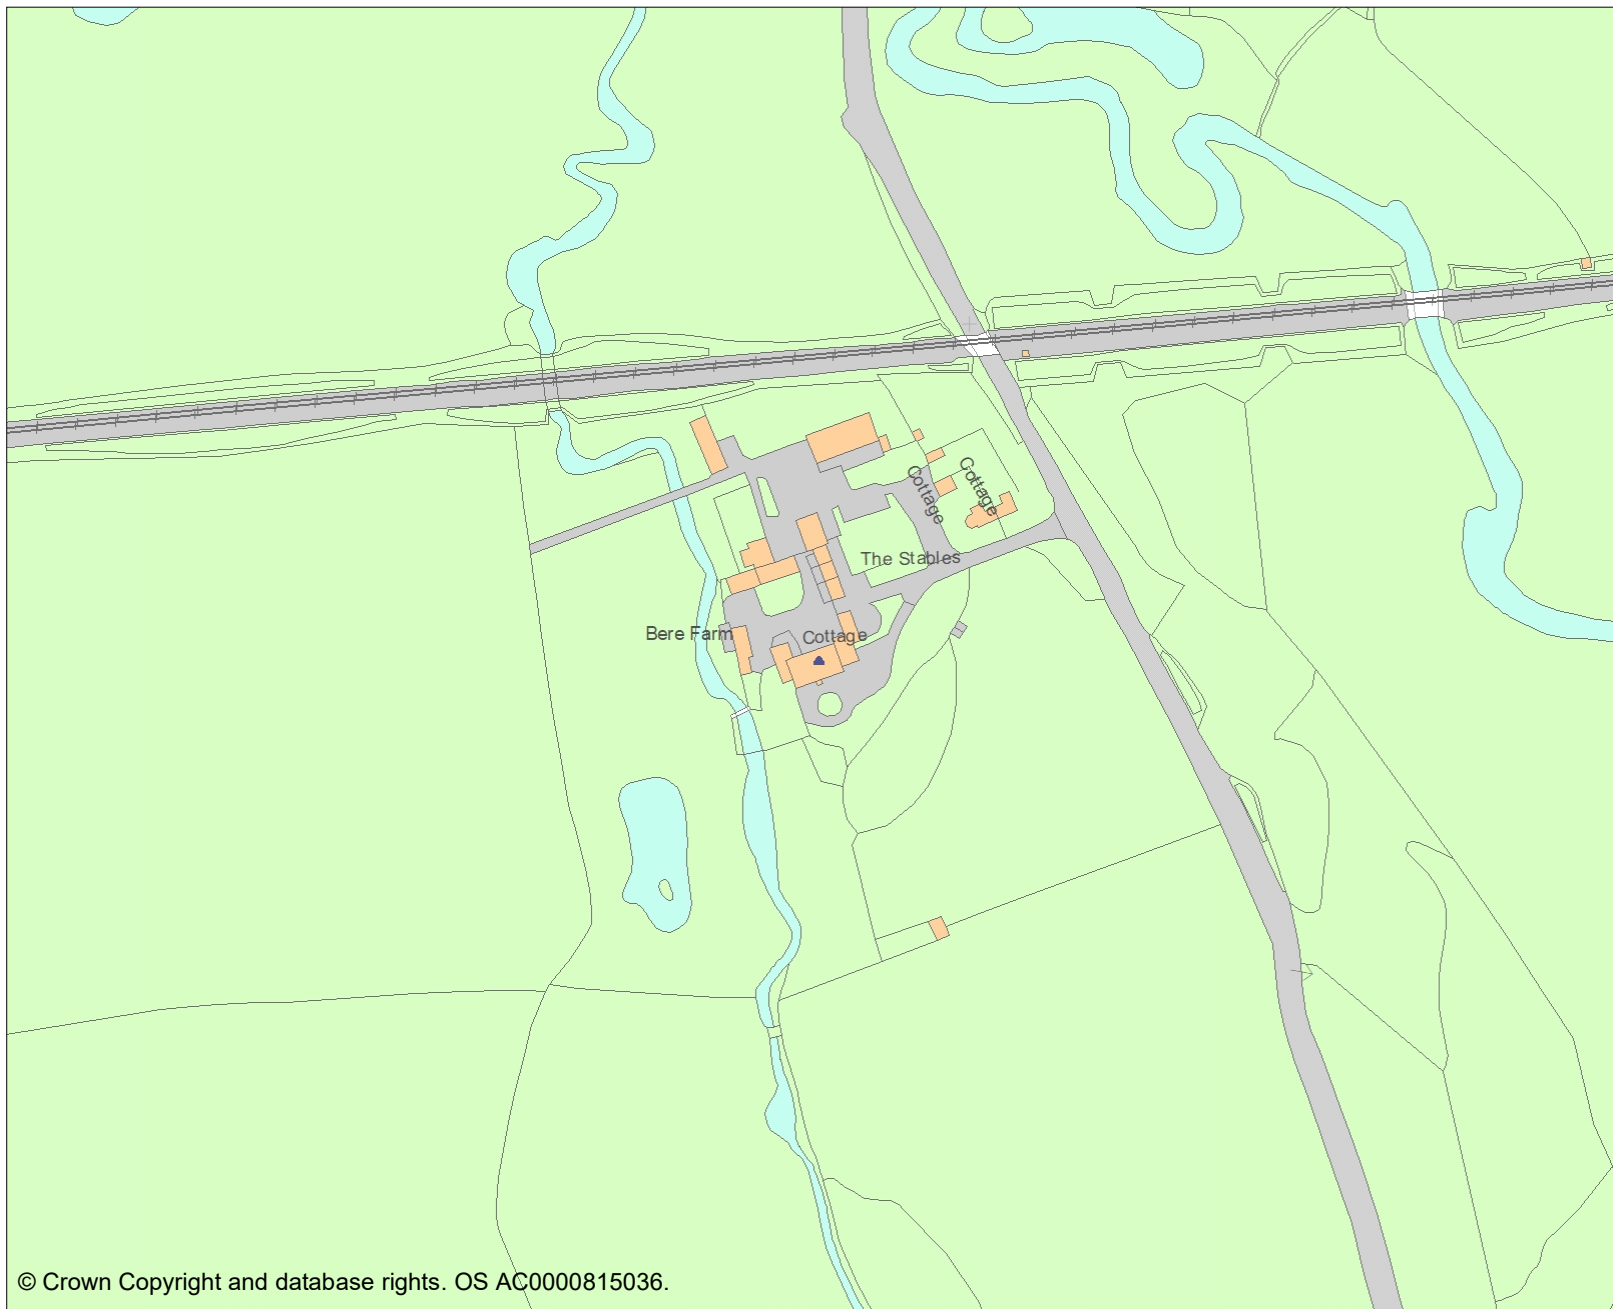 Cottage
Cottage
The Stables
Bere Farm
Cottage
© Crown Copyright and database rights. OS AC0000815036.